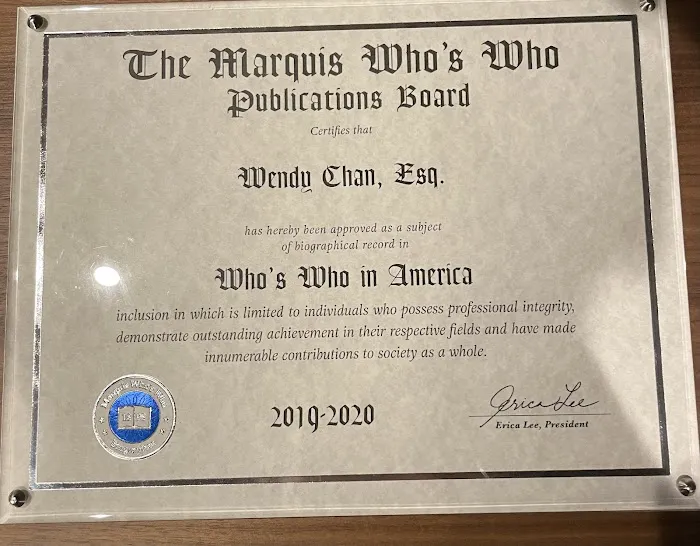 The Marquis Who's Who
Publications Board
Certifies that
Wendy Chan, Esq.
has hereby been approved as a subject
of biographical record in
Who's Who in America
inclusion in which is limited to individuals who possess professional integrity,
demonstrate outstanding achievement in their respective fields and have made
innumerable contributions to society as a whole.
Marquis Who's Who
2019-2020
Erica Lee
Erica Lee, President